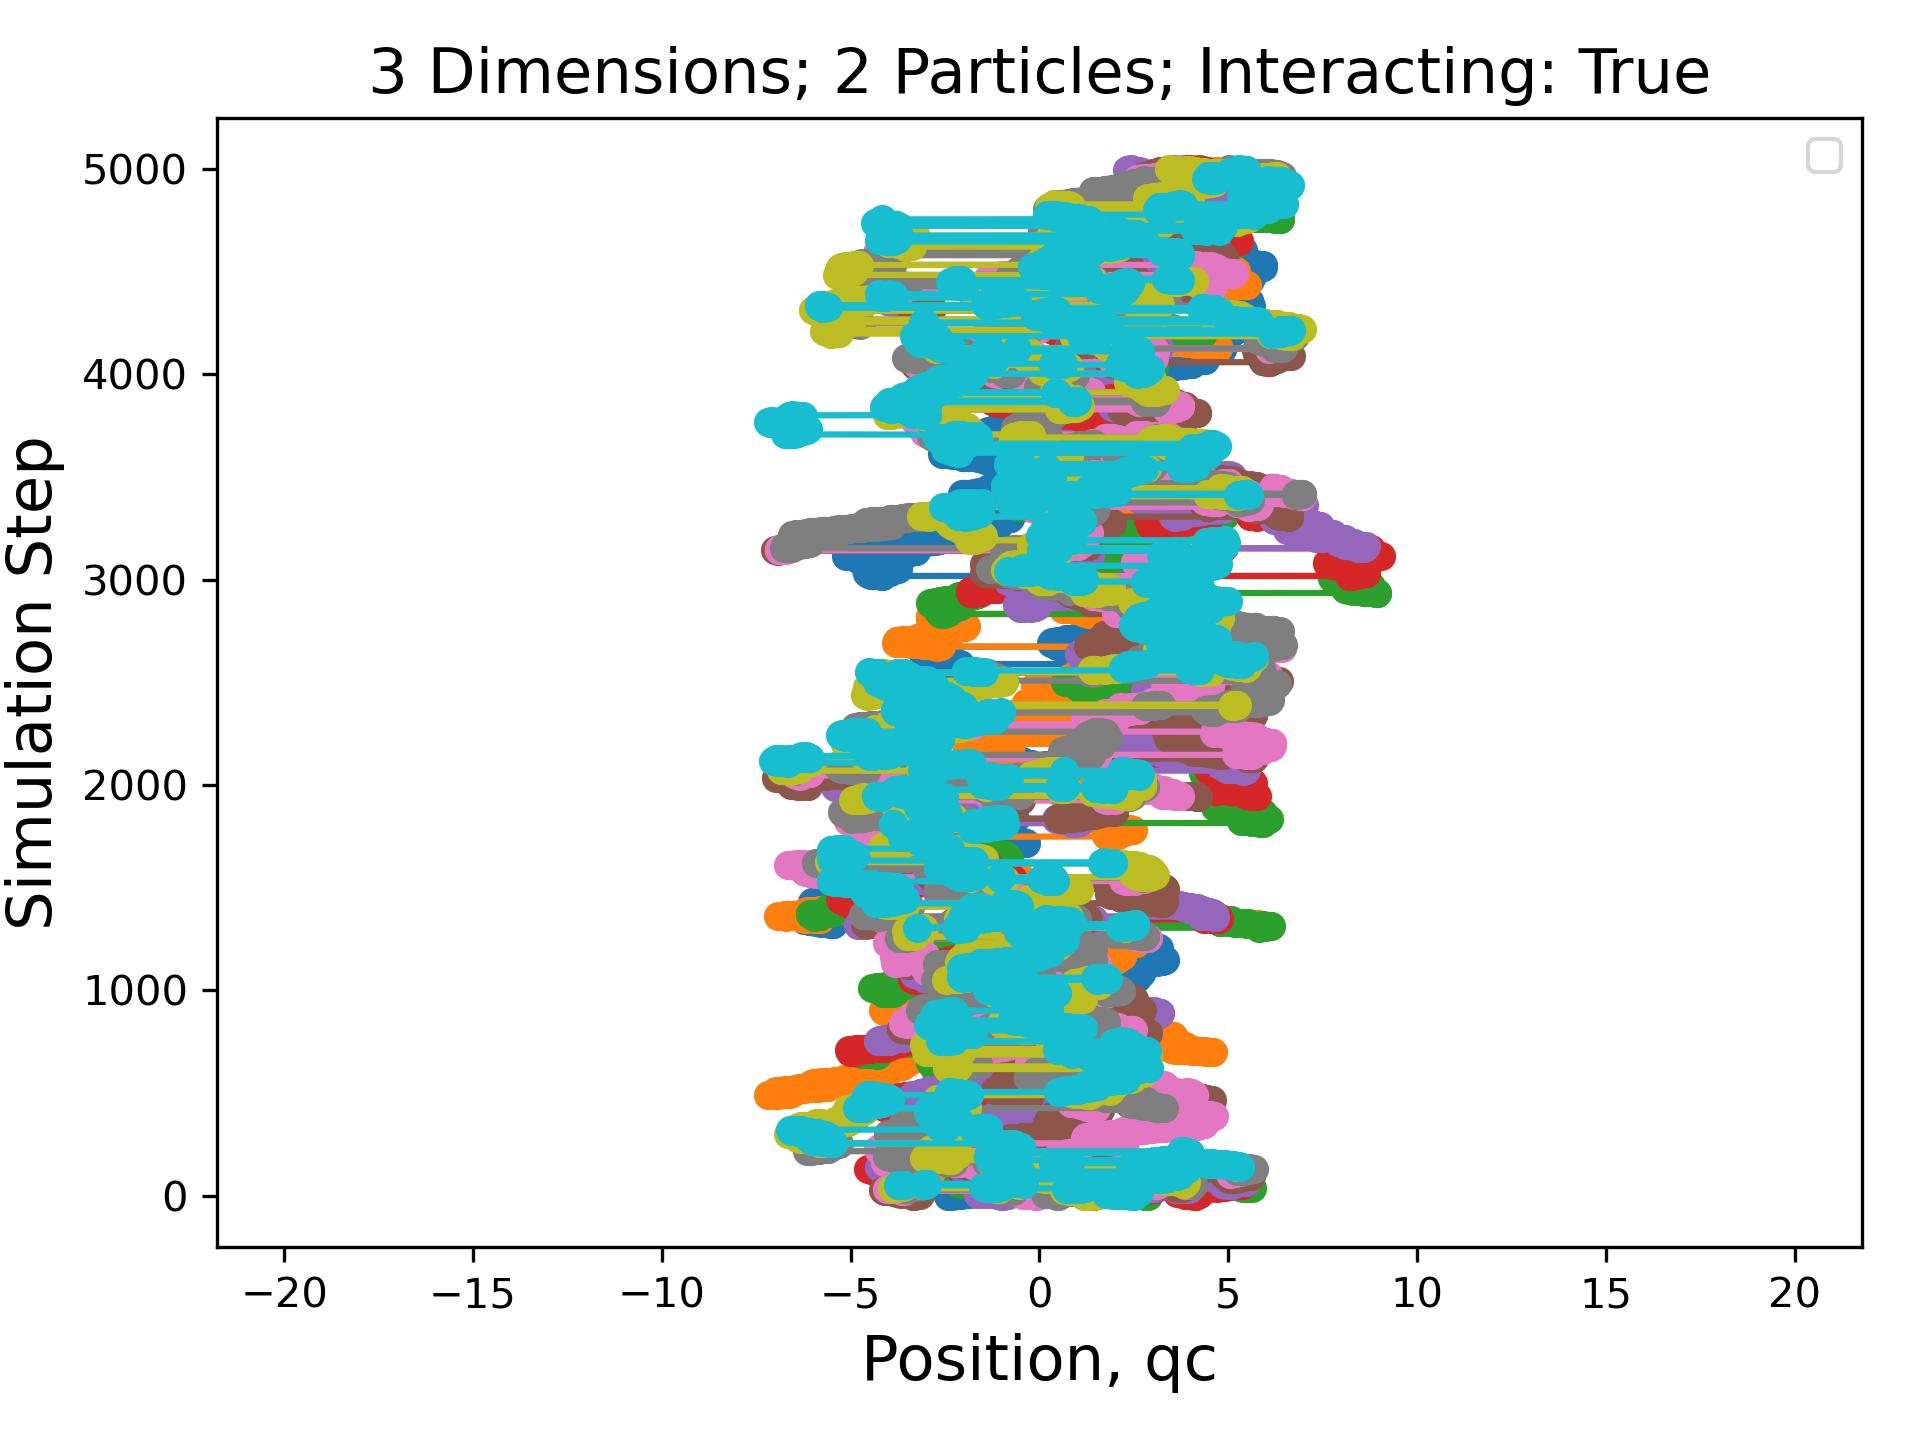 3 Dimensions; 2 Particles; Interacting: True
Simulation Step
5000
4000
3000
2000
1000
0
−20 −15 −10 −5 0 5 10 15 20
Position, qc